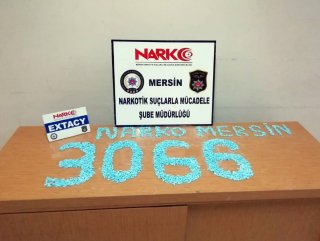 NARKO
MERSİN
NARKOTİK SUÇLARLA MÜCADELE
ŞUBE MÜDÜRLÜĞÜ
NARKO
EXTACY
NARKO MERSİN
3066